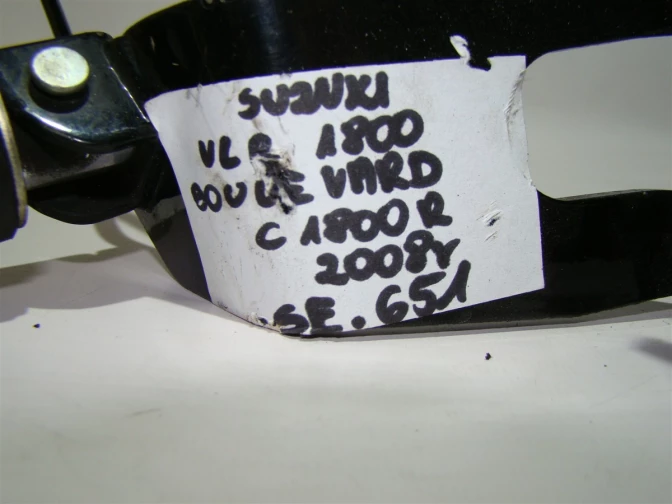 SUZUKI
VLR 1800
BOULEVARD
C 1800 R
2008r
SE.651